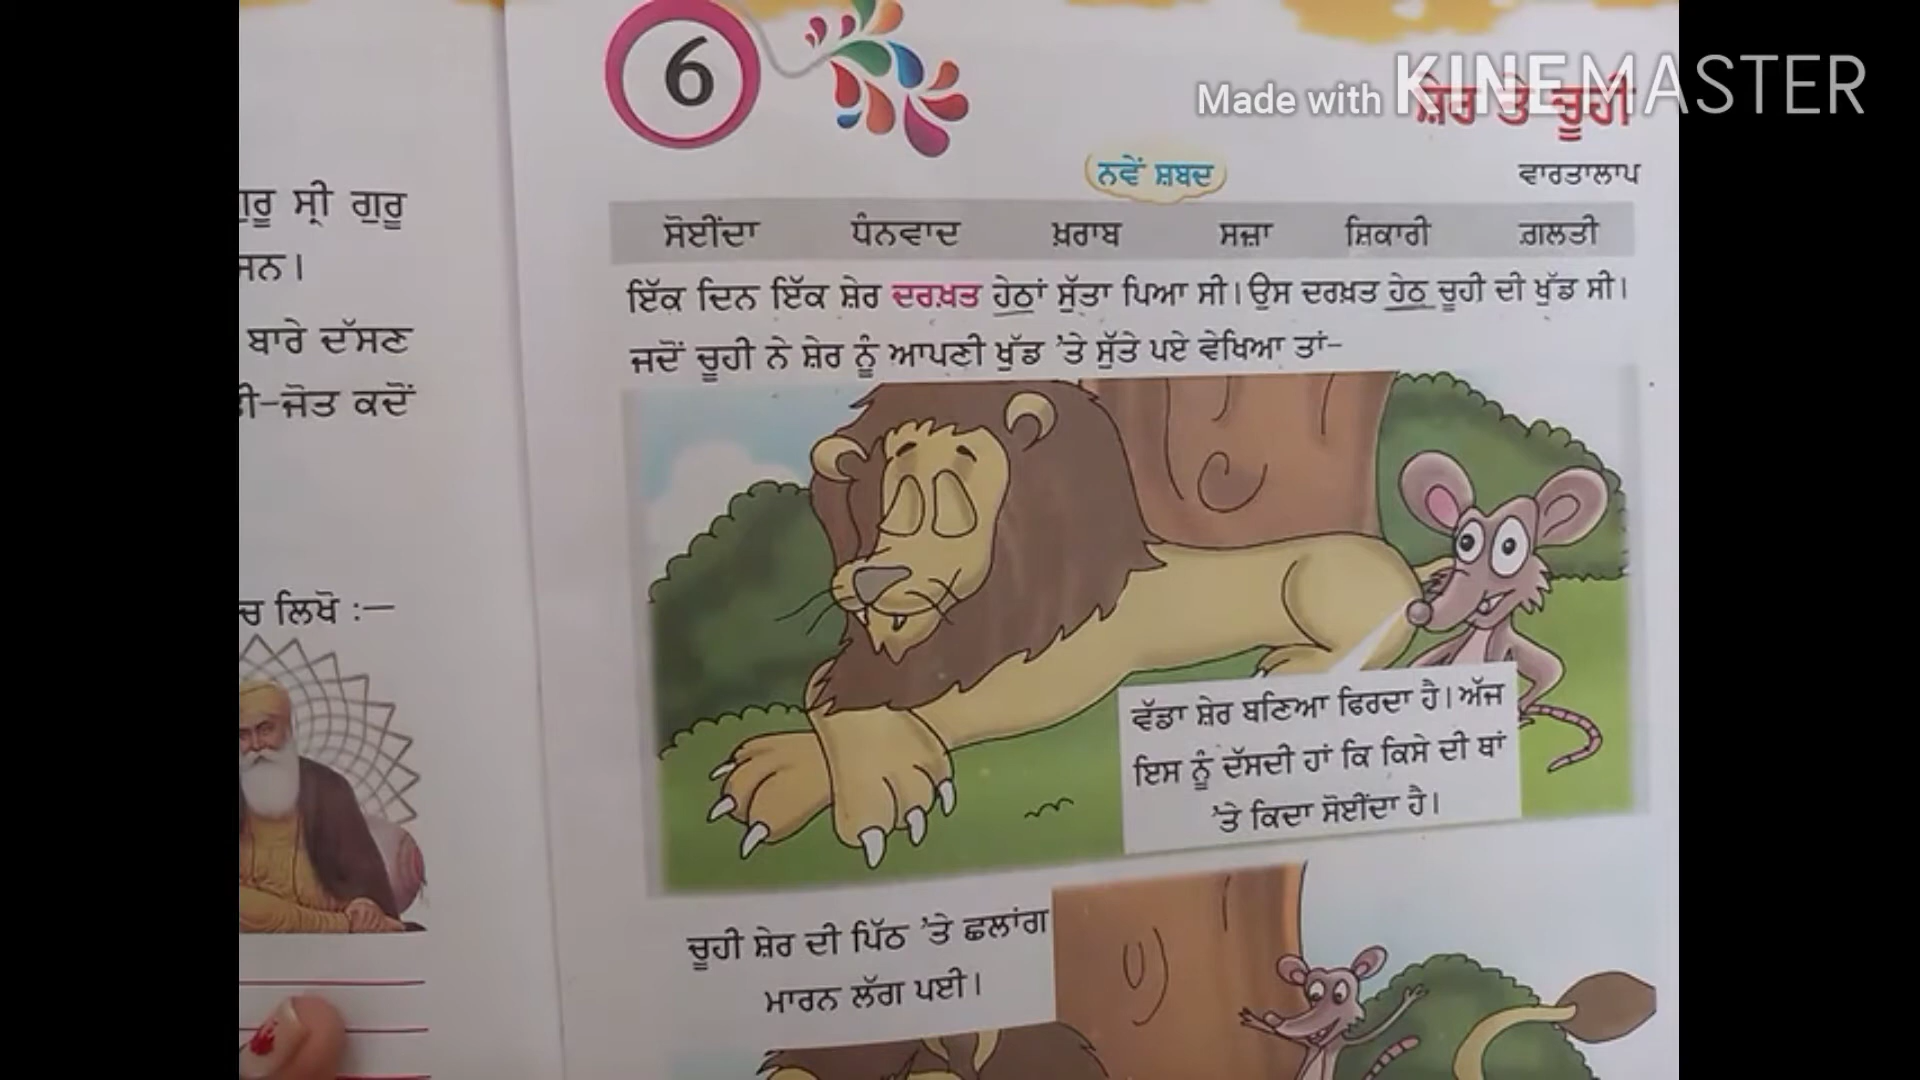 ਗੁਰੂ ਸ੍ਰੀ ਗੁਰੂ
ਸਨ।
ਬਾਰੇ ਦੱਸਣ
ਤੀ-ਜੋਤ ਕਦੋਂ
ਚ ਲਿਖੋ :—
6
Made with KINEMASTER
ਸ਼ੇਰ ਤੇ ਚੂਹੀ
ਨਵੇਂ ਸ਼ਬਦ
ਵਾਰਤਾਲਾਪ
ਸੋਈਂਦਾ ਧੰਨਵਾਦ ਖ਼ਰਾਬ ਸਜ਼ਾ ਸ਼ਿਕਾਰੀ ਗ਼ਲਤੀ
ਇੱਕ ਦਿਨ ਇੱਕ ਸ਼ੇਰ ਦਰਖ਼ਤ ਹੇਠਾਂ ਸੁੱਤਾ ਪਿਆ ਸੀ। ਉਸ ਦਰਖ਼ਤ ਹੇਠ ਚੂਹੀ ਦੀ ਖੁੱਡ ਸੀ।
ਜਦੋਂ ਚੂਹੀ ਨੇ ਸ਼ੇਰ ਨੂੰ ਆਪਣੀ ਖੁੱਡ ’ਤੇ ਸੁੱਤੇ ਪਏ ਵੇਖਿਆ ਤਾਂ–
ਵੱਡਾ ਸ਼ੇਰ ਬਣਿਆ ਫਿਰਦਾ ਹੈ। ਅੱਜ
ਇਸ ਨੂੰ ਦੱਸਦੀ ਹਾਂ ਕਿ ਕਿਸੇ ਦੀ ਥਾਂ
’ਤੇ ਕਿਦਾ ਸੋਈਂਦਾ ਹੈ।
ਚੂਹੀ ਸ਼ੇਰ ਦੀ ਪਿੱਠ ’ਤੇ ਛਲਾਂਗ
ਮਾਰਨ ਲੱਗ ਪਈ।